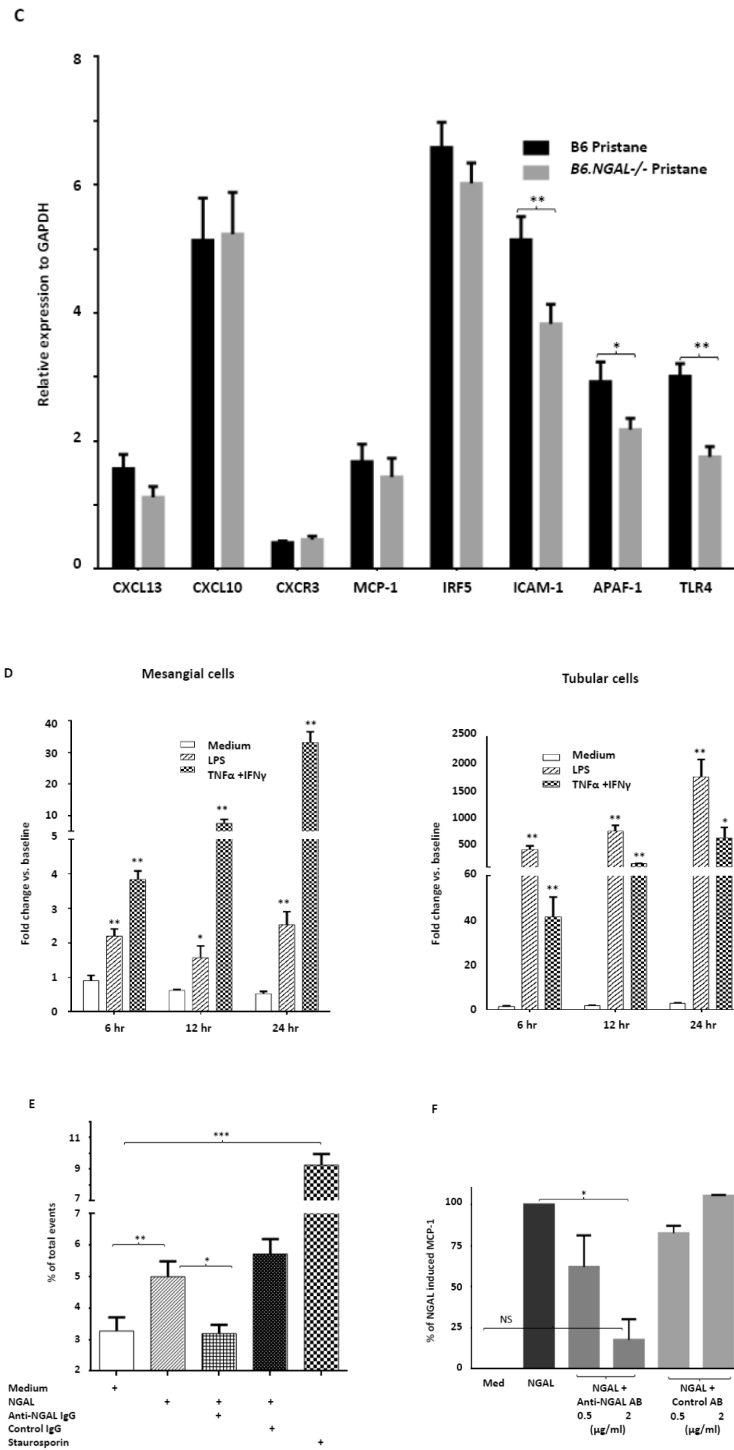 C
8
6
4
2
0
Relative expression to GAPDH
B6 Pristane
B6.NGAL-/- Pristane
**
*
**
CXCL13 CXCL10 CXCR3 MCP-1 IRF5 ICAM-1 APAF-1 TLR4
D
Mesangial cells
40
30
20
10
5
4
3
2
1
0
Fold change vs. baseline
Medium
LPS
TNFα +IFNγ
**
**
*
**
**
**
6 hr 12 hr 24 hr
Tubular cells
2500
2000
1500
1000
500
60
40
20
0
Fold change vs. baseline
Medium
LPS
TNFα +IFNγ
**
**
**
**
**
*
6 hr 12 hr 24 hr
E
11
9
7
7
6
5
4
3
2
% of total events
***
**
*
Medium +
NGAL + + +
Anti-NGAL IgG +
Control IgG +
Staurosporin +
F
100
75
50
25
0
% of NGAL induced MCP-1
*
NS
Med NGAL NGAL + NGAL +
Anti-NGAL AB Control AB
0.5 2 0.5 2
(μg/ml) (μg/ml)